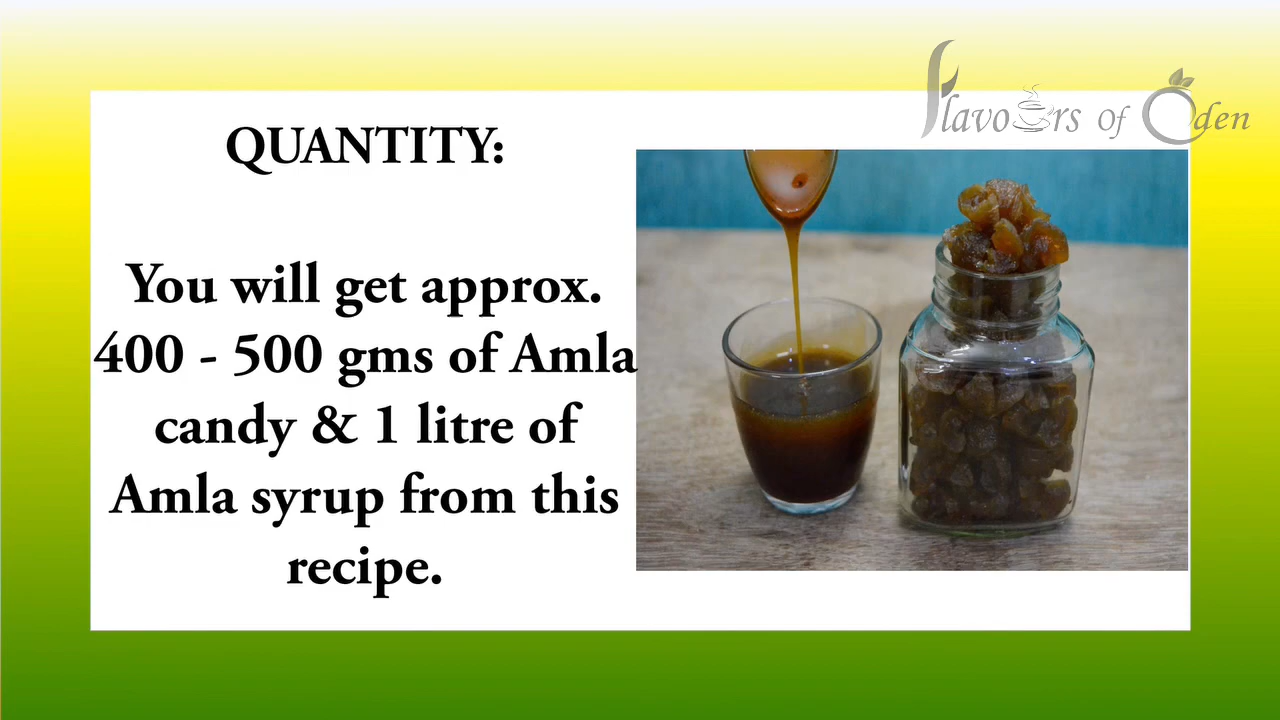 Flavours of Oden
QUANTITY:
You will get approx.
400 - 500 gms of Amla
candy & 1 litre of
Amla syrup from this
recipe.